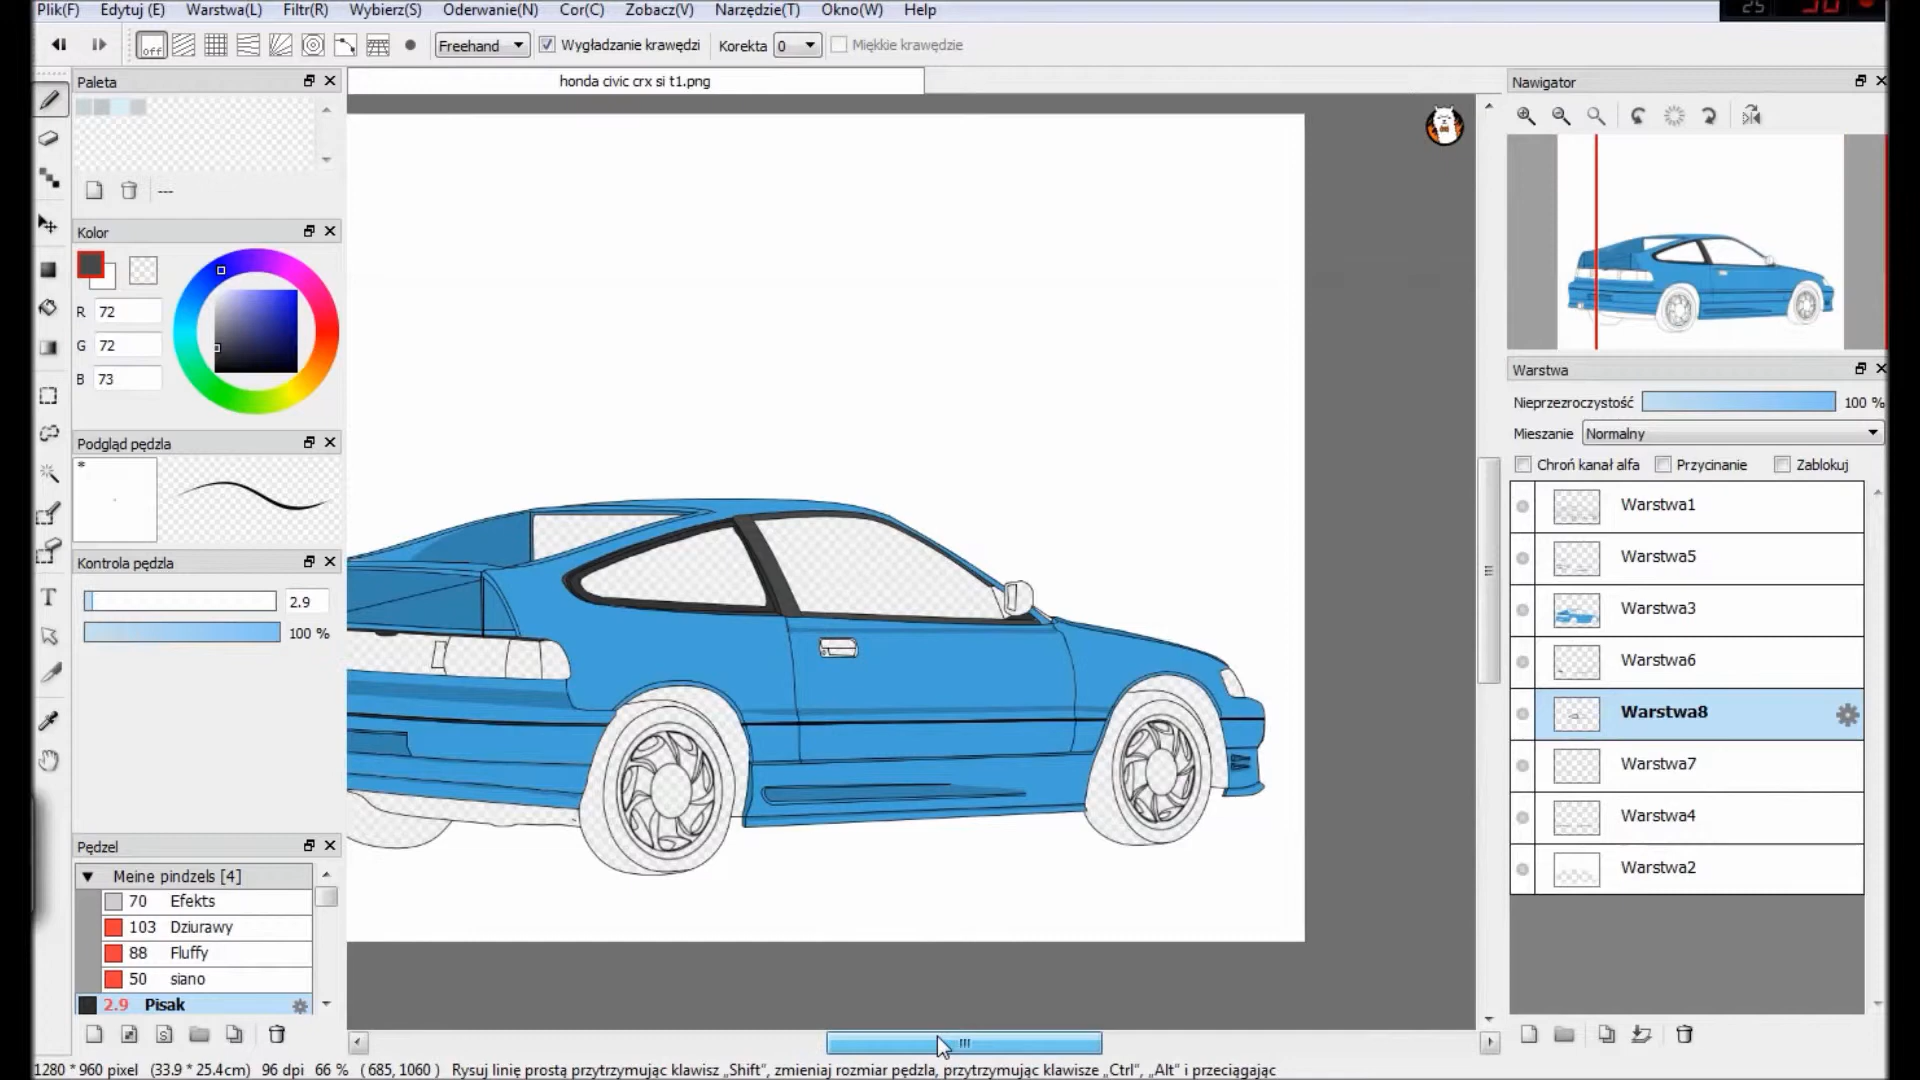 Plik(F) Edytuj (E) Warstwa(L) Filtr(R) Wybierz(S) Oderwanie(N) Cor(C) Zobacz(V) Narzędzie(T) Okno(W) Help
25
off Freehand Wygładzanie krawędzi Korekta 0 Miękkie krawędzie
Paleta
honda civic crx si t1.png
Nawigator
---
Kolor
R 72
G 72
B 73
Podgląd pędzla
*
Kontrola pędzla
2.9
100 %
Pędzel
Meine pindzels [4]
70 Efekts
103 Dziurawy
88 Fluffy
50 siano
2.9 Pisak
Warstwa
Nieprzezroczystość 100 %
Mieszanie Normalny
Chroń kanał alfa Przycinanie Zablokuj
Warstwa1
Warstwa5
Warstwa3
Warstwa6
Warstwa8
Warstwa7
Warstwa4
Warstwa2
1280 * 960 pixel (33.9 * 25.4cm) 96 dpi 66 % ( 685, 1060 ) Rysuj linię prostą przytrzymując klawisz „Shift”, zmieniaj rozmiar pędzla, przytrzymując klawisze „Ctrl”, „Alt” i przeciągając